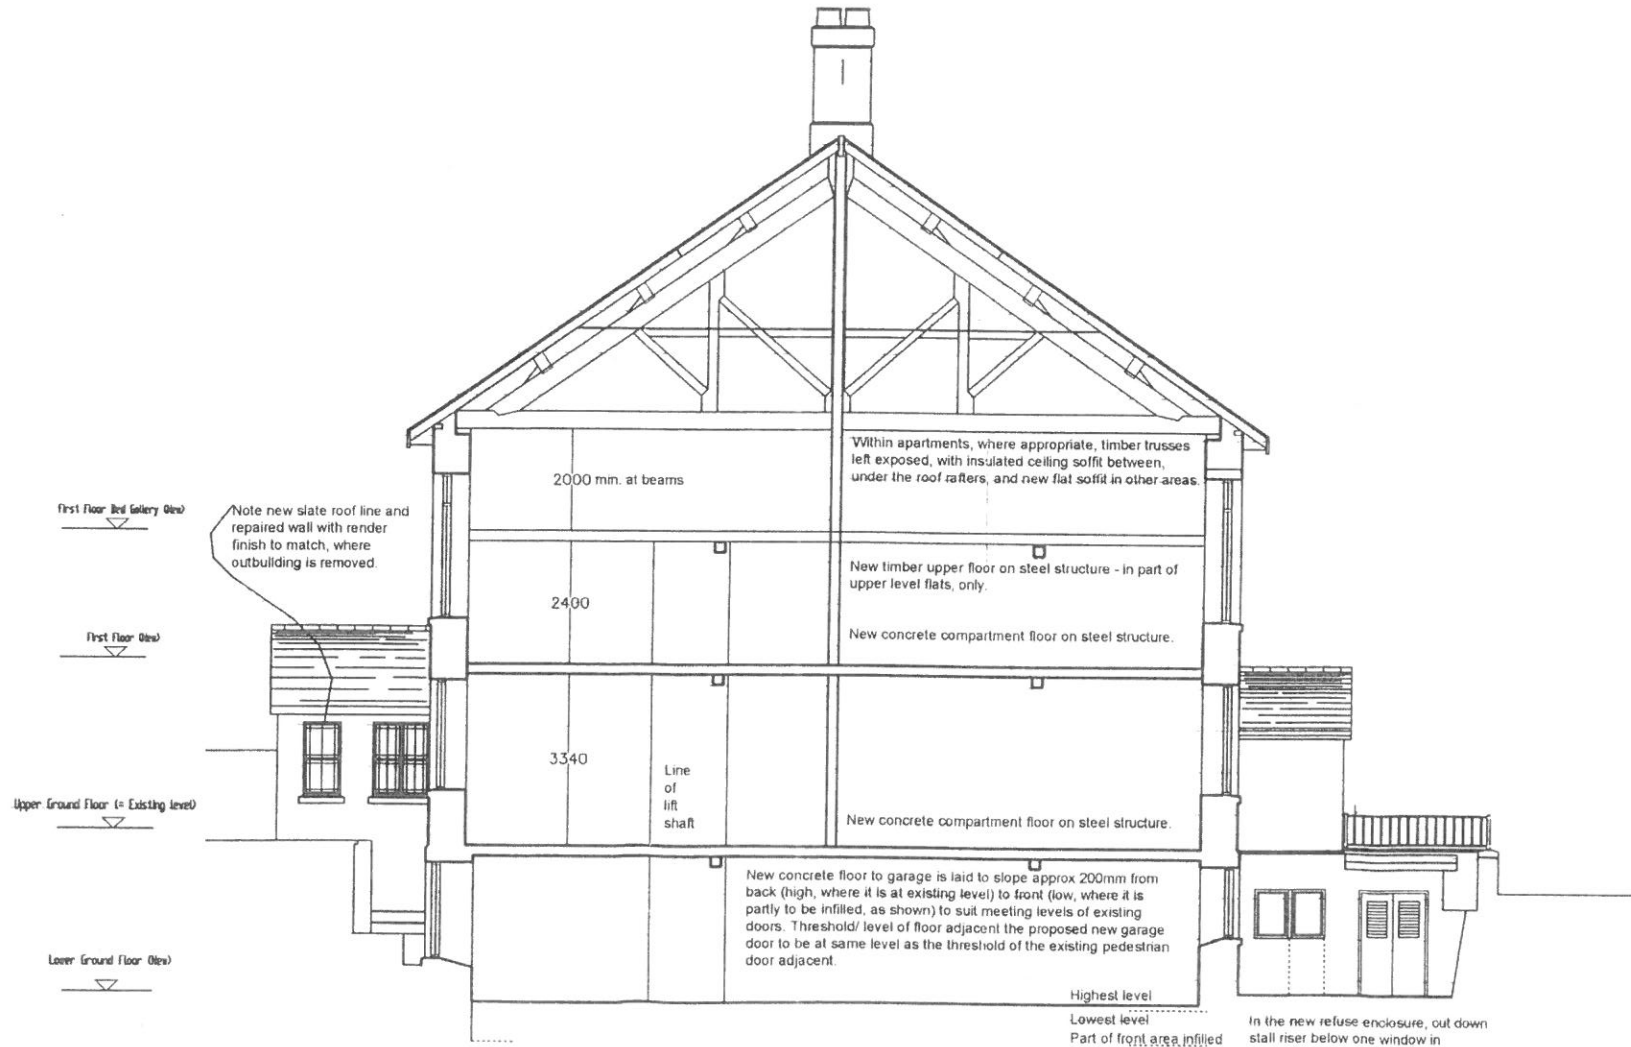 Within apartments, where appropriate, timber trusses
left exposed, with insulated ceiling soffit between,
under the roof rafters, and new flat soffit in other areas.
2000 mm. at beams
First Floor Bed Gallery (New)
Note new slate roof line and
repaired wall with render
finish to match, where
outbuilding is removed.
New timber upper floor on steel structure - in part of
upper level flats, only.
2400
First Floor (New)
New concrete compartment floor on steel structure.
3340
Line
of
lift
shaft
Upper Ground Floor (= Existing level)
New concrete compartment floor on steel structure.
New concrete floor to garage is laid to slope approx 200mm from
back (high, where it is at existing level) to front (low, where it is
partly to be infilled, as shown) to suit meeting levels of existing
doors. Threshold/ level of floor adjacent the proposed new garage
door to be at same level as the threshold of the existing pedestrian
door adjacent.
Lower Ground Floor (New)
Highest level
Lowest level
Part of front area infilled
In the new refuse enclosure, cut down
stall riser below one window in